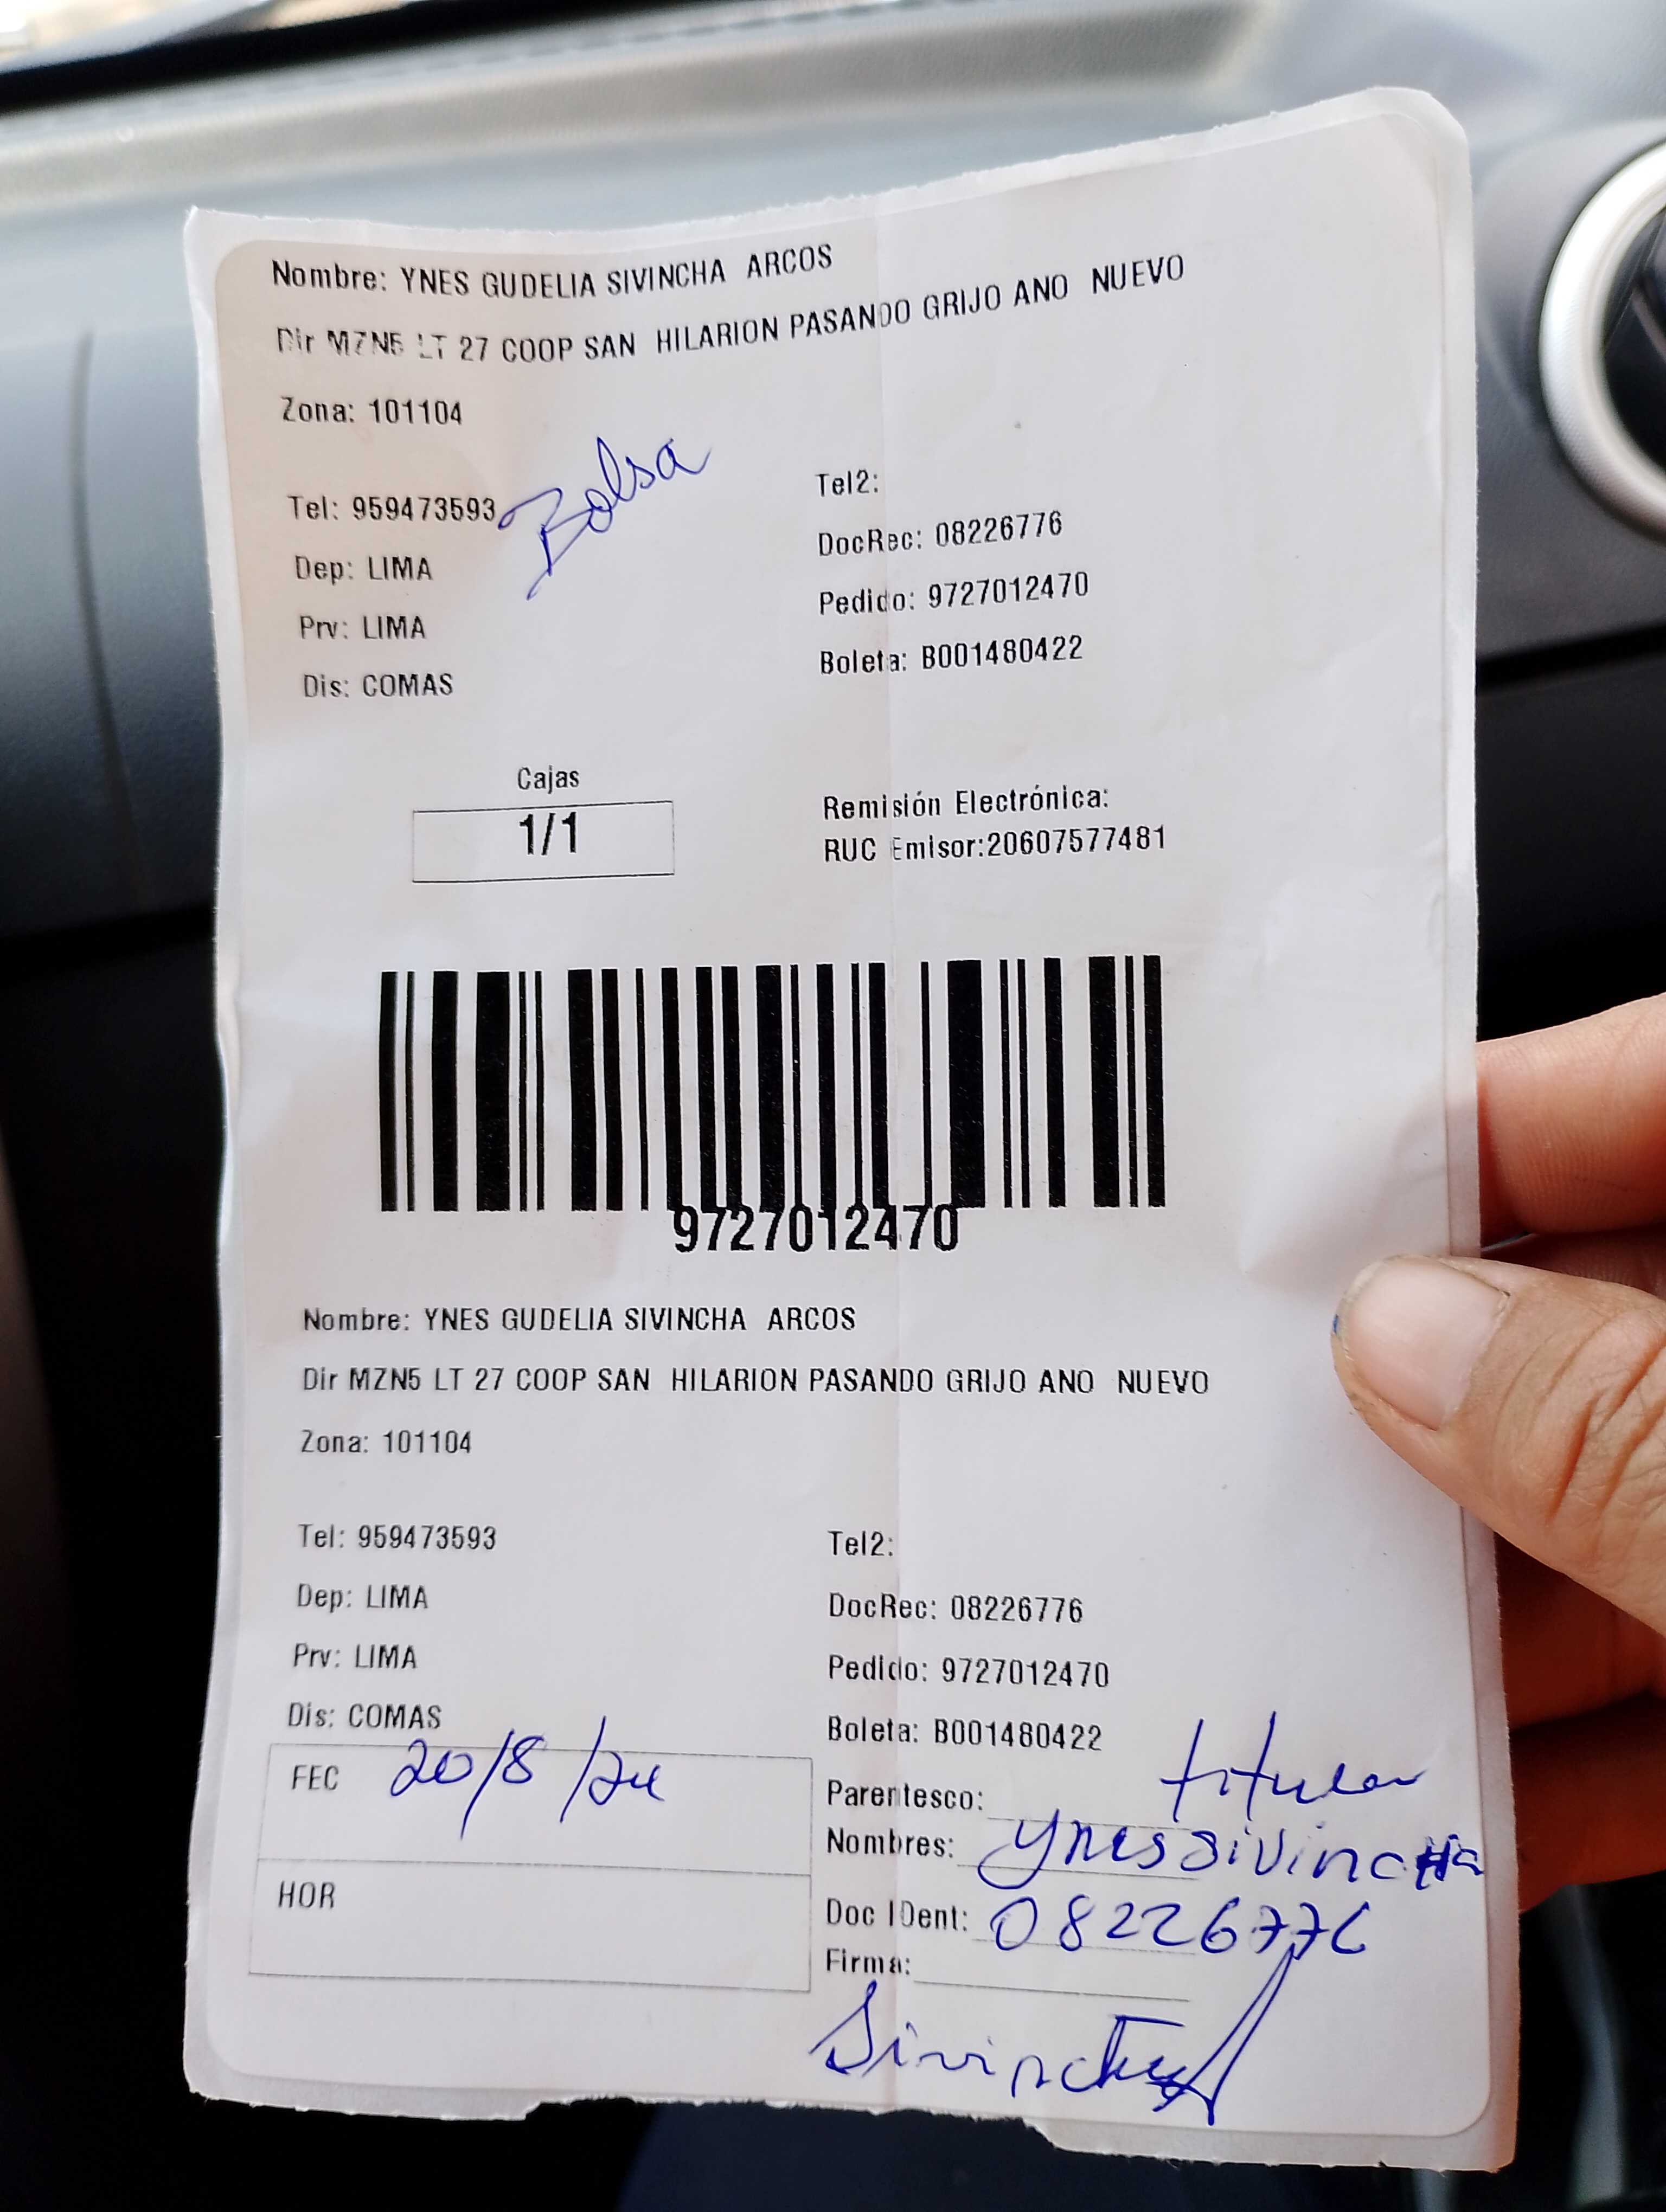 Nombre: YNES GUDELIA SIVINCHA ARCOS
Dir MZN5 LT 27 COOP SAN HILARION PASANDO GRIJO ANO NUEVO
Zona: 101104
Bolsa
Tel: 959473593
Tel2:
Dep: LIMA
DocRec: 08226776
Prv: LIMA
Pedido: 9727012470
Dis: COMAS
Boleta: B001480422
Cajas
1/1
Remisión Electrónica:
RUC Emisor:20607577481
9727012470
Nombre: YNES GUDELIA SIVINCHA ARCOS
Dir MZN5 LT 27 COOP SAN HILARION PASANDO GRIJO ANO NUEVO
Zona: 101104
Tel: 959473593
Tel2:
Dep: LIMA
DocRec: 08226776
Prv: LIMA
Pedido: 9727012470
Dis: COMAS
Boleta: B001480422
FEC 20/8/24
Parentesco: titular
Nombres: Ynes Sivincha
HOR
Doc IDent: 08226776
Firma:
Sivincha